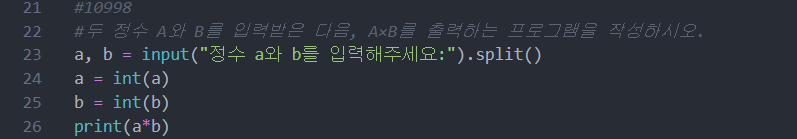 21 #10998
22 #두 정수 A와 B를 입력받은 다음, A×B를 출력하는 프로그램을 작성하시오.
23 a, b = input("정수 a와 b를 입력해주세요:").split()
24 a = int(a)
25 b = int(b)
26 print(a*b)